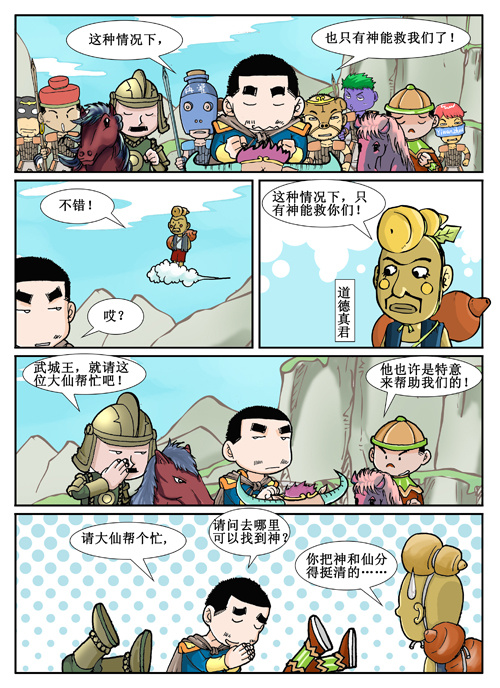 这种情况下,
也只有神能救我们了!
不错!
哎?
这种情况下,只
有神能救你们!
道德真君
武城王,就请这
位大仙帮忙吧!
他也许是特意
来帮助我们的!
请大仙帮个忙,
请问去哪里
可以找到神?
你把神和仙分
得挺清的……